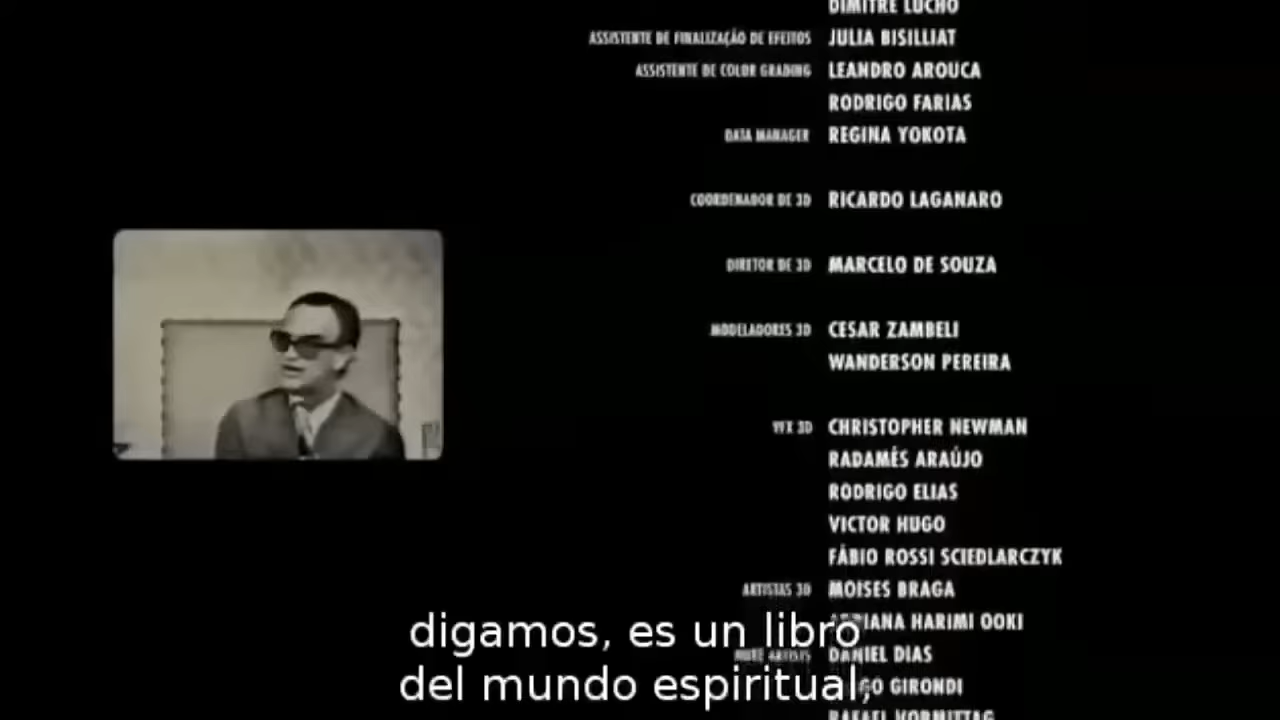 DIMITRE LUCHO
ASSISTENTE DE FINALIZAÇÃO DE EFEITOS JULIA BISILLIAT
ASSISTENTE DE COLOR GRADING LEANDRO AROUCA
RODRIGO FARIAS
DATA MANAGER REGINA YOKOTA
COORDENADOR DE 3D RICARDO LAGANARO
DIRETOR DE 3D MARCELO DE SOUZA
MODELADORES 3D CESAR ZAMBELI
WANDERSON PEREIRA
VFX 3D CHRISTOPHER NEWMAN
RADAMÉS ARAÚJO
RODRIGO ELIAS
VICTOR HUGO
FÁBIO ROSSI SCIEDLARCZYK
ARTISTAS 3D MOISES BRAGA
HARIMI OOKI
DANIEL DIAS
GIRONDI
RAFAEL
digamos, es un libro
del mundo espiritual,